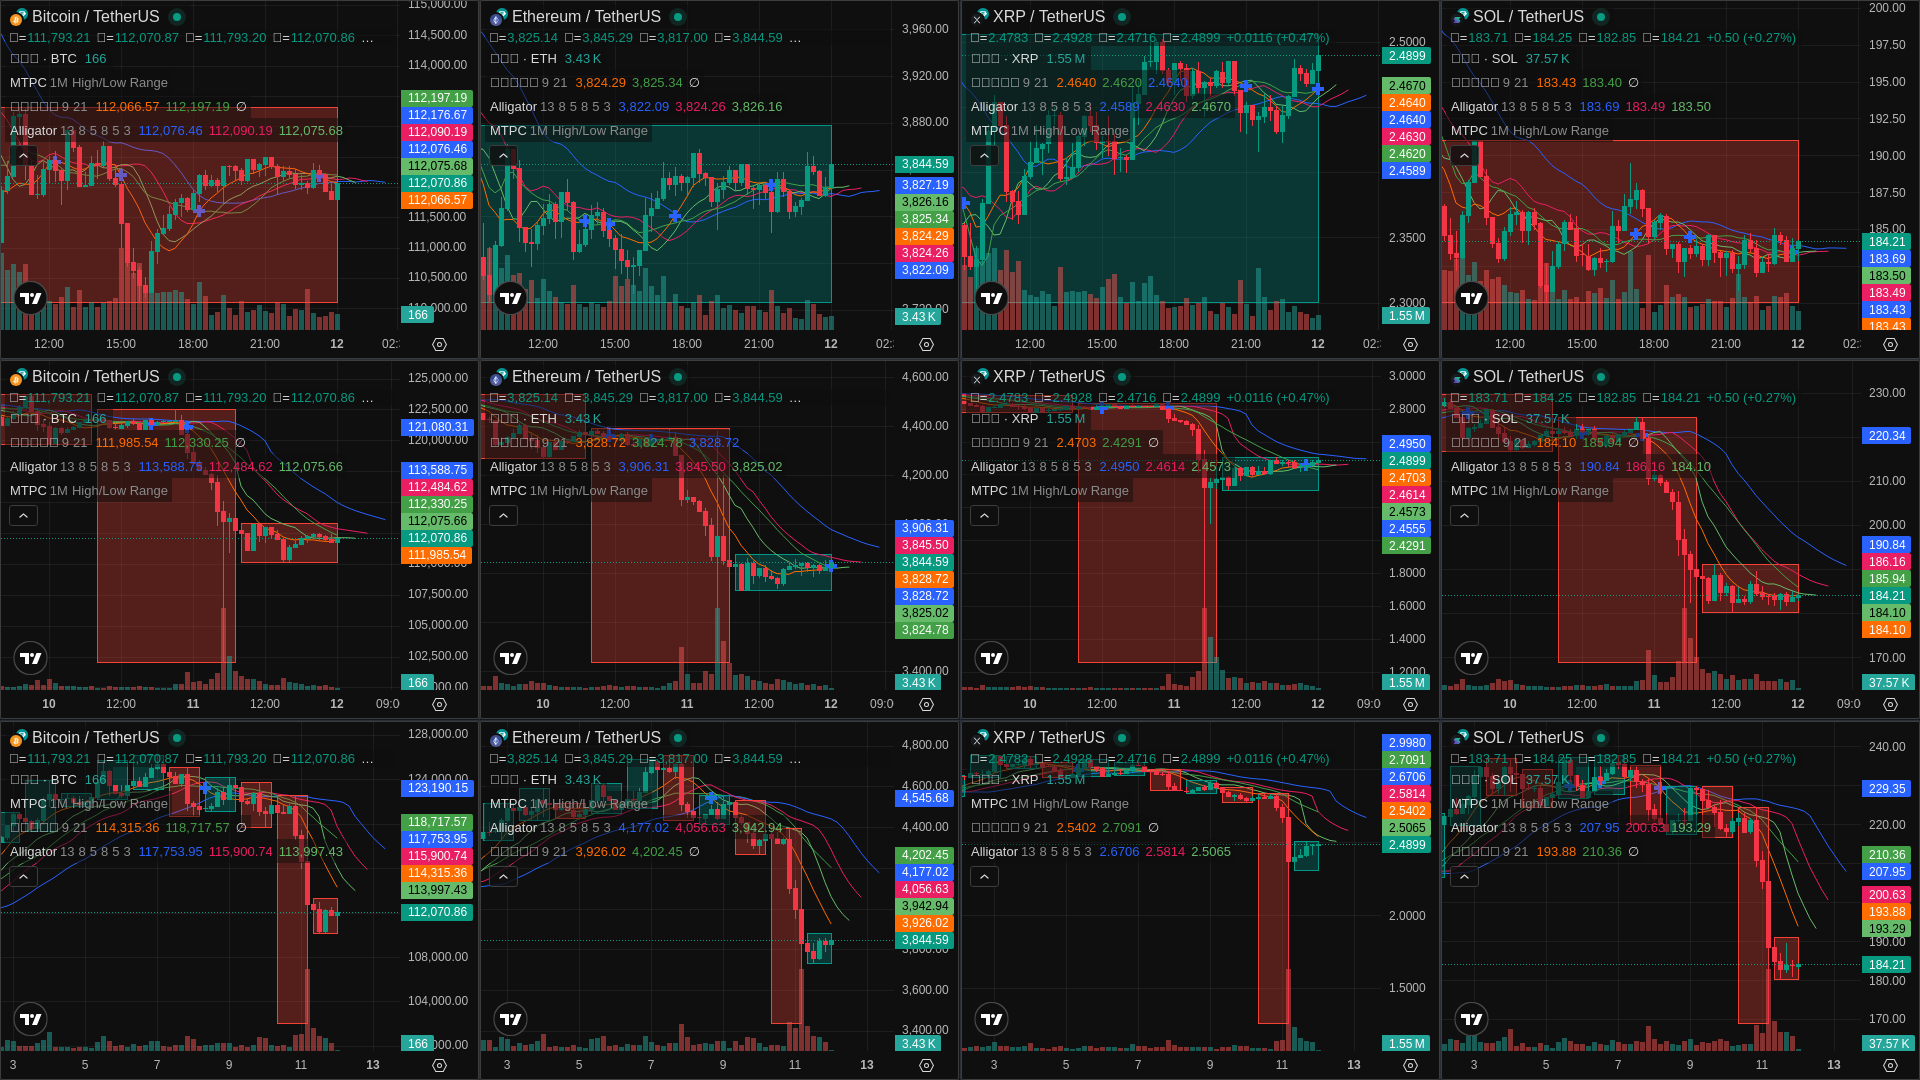 Bitcoin / TetherUS
□=111,793.21 □=112,070.87 □=111,793.20 □=112,070.86 …
□□□ · BTC 166
MTPC 1M High/Low Range
□□□□□ 9 21 112,066.57 112,197.19 ∅
Alligator 13 8 5 8 5 3 112,076.46 112,090.19 112,075.68
115,000.00
114,500.00
114,000.00
112,197.19
112,176.67
112,090.19
112,076.46
112,075.68
112,070.86
112,066.57
111,500.00
111,000.00
110,500.00
166
12:00 15:00 18:00 21:00 12
Ethereum / TetherUS
□=3,825.14 □=3,845.29 □=3,817.00 □=3,844.59 …
□□□ · ETH 3.43 K
□□□□□ 9 21 3,824.29 3,825.34 ∅
Alligator 13 8 5 8 5 3 3,822.09 3,824.26 3,826.16
MTPC 1M High/Low Range
3,960.00
3,920.00
3,880.00
3,844.59
3,827.19
3,826.16
3,825.34
3,824.29
3,824.26
3,822.09
3.43 K
12:00 15:00 18:00 21:00 12
XRP / TetherUS
□=2.4783 □=2.4928 □=2.4716 □=2.4899 +0.0116 (+0.47%)
□□□ · XRP 1.55 M
□□□□□ 9 21 2.4640 2.4620 2.4640
Alligator 13 8 5 8 5 3 2.4589 2.4630 2.4670
MTPC 1M High/Low Range
2.5000
2.4899
2.4670
2.4640
2.4640
2.4630
2.4620
2.4589
2.3500
2.3000
1.55 M
12:00 15:00 18:00 21:00 12
SOL / TetherUS
□=183.71 □=184.25 □=182.85 □=184.21 +0.50 (+0.27%)
□□□ · SOL 37.57 K
□□□□□ 9 21 183.43 183.40 ∅
Alligator 13 8 5 8 5 3 183.69 183.49 183.50
MTPC 1M High/Low Range
200.00
197.50
195.00
192.50
190.00
187.50
185.00
184.21
183.69
183.50
183.49
183.43
183.43
12:00 15:00 18:00 21:00 12
Bitcoin / TetherUS
□=111,793.21 □=112,070.87 □=111,793.20 □=112,070.86 …
□□□ · BTC 166
□□□□□ 9 21 111,985.54 112,330.25 ∅
Alligator 13 8 5 8 5 3 113,588.75 112,484.62 112,075.66
MTPC 1M High/Low Range
125,000.00
122,500.00
121,080.31
120,000.00
113,588.75
112,484.62
112,330.25
112,075.66
112,070.86
111,985.54
107,500.00
105,000.00
102,500.00
166
10 12:00 11 12:00 12
Ethereum / TetherUS
□=3,825.14 □=3,845.29 □=3,817.00 □=3,844.59 …
□□□ · ETH 3.43 K
□□□□□ 9 21 3,828.72 3,824.78 3,828.72
Alligator 13 8 5 8 5 3 3,906.31 3,845.50 3,825.02
MTPC 1M High/Low Range
4,600.00
4,400.00
4,200.00
3,906.31
3,845.50
3,844.59
3,828.72
3,828.72
3,825.02
3,824.78
3,400.00
3.43 K
10 12:00 11 12:00 12
XRP / TetherUS
□=2.4783 □=2.4928 □=2.4716 □=2.4899 +0.0116 (+0.47%)
□□□ · XRP 1.55 M
□□□□□ 9 21 2.4703 2.4291 ∅
Alligator 13 8 5 8 5 3 2.4950 2.4614 2.4573
MTPC 1M High/Low Range
3.0000
2.8000
2.4950
2.4899
2.4703
2.4614
2.4573
2.4555
2.4291
1.8000
1.6000
1.4000
1.2000
1.55 M
10 12:00 11 12:00 12
SOL / TetherUS
□=183.71 □=184.25 □=182.85 □=184.21 +0.50 (+0.27%)
□□□ · SOL 37.57 K
□□□□□ 9 21 184.10 185.94 ∅
Alligator 13 8 5 8 5 3 190.84 186.16 184.10
MTPC 1M High/Low Range
230.00
220.34
210.00
200.00
190.84
186.16
185.94
184.21
184.10
184.10
170.00
37.57 K
10 12:00 11 12:00 12
Bitcoin / TetherUS
□=111,793.21 □=112,070.87 □=111,793.20 □=112,070.86 …
□□□ · BTC 166
MTPC 1M High/Low Range
□□□□□ 9 21 114,315.36 118,717.57 ∅
Alligator 13 8 5 8 5 3 117,753.95 115,900.74 113,997.43
128,000.00
124,000.00
123,190.15
118,717.57
117,753.95
115,900.74
114,315.36
113,997.43
112,070.86
108,000.00
104,000.00
166
3 5 7 9 11 13
Ethereum / TetherUS
□=3,825.14 □=3,845.29 □=3,817.00 □=3,844.59 …
□□□ · ETH 3.43 K
MTPC 1M High/Low Range
Alligator 13 8 5 8 5 3 4,177.02 4,056.63 3,942.94
□□□□□ 9 21 3,926.02 4,202.45 ∅
4,800.00
4,600.00
4,545.68
4,400.00
4,202.45
4,177.02
4,056.63
3,942.94
3,926.02
3,844.59
3,800.00
3,600.00
3,400.00
3.43 K
3 5 7 9 11 13
XRP / TetherUS
□=2.4783 □=2.4928 □=2.4716 □=2.4899 +0.0116 (+0.47%)
□□□ · XRP 1.55 M
MTPC 1M High/Low Range
□□□□□ 9 21 2.5402 2.7091 ∅
Alligator 13 8 5 8 5 3 2.6706 2.5814 2.5065
2.9980
2.7091
2.6706
2.5814
2.5402
2.5065
2.4899
2.0000
1.5000
1.55 M
3 5 7 9 11 13
SOL / TetherUS
□=183.71 □=184.25 □=182.85 □=184.21 +0.50 (+0.27%)
□□□ · SOL 37.57 K
MTPC 1M High/Low Range
Alligator 13 8 5 8 5 3 207.95 200.63 193.29
□□□□□ 9 21 193.88 210.36 ∅
240.00
229.35
220.00
210.36
207.95
200.63
193.88
193.29
190.00
184.21
180.00
170.00
37.57 K
3 5 7 9 11 13